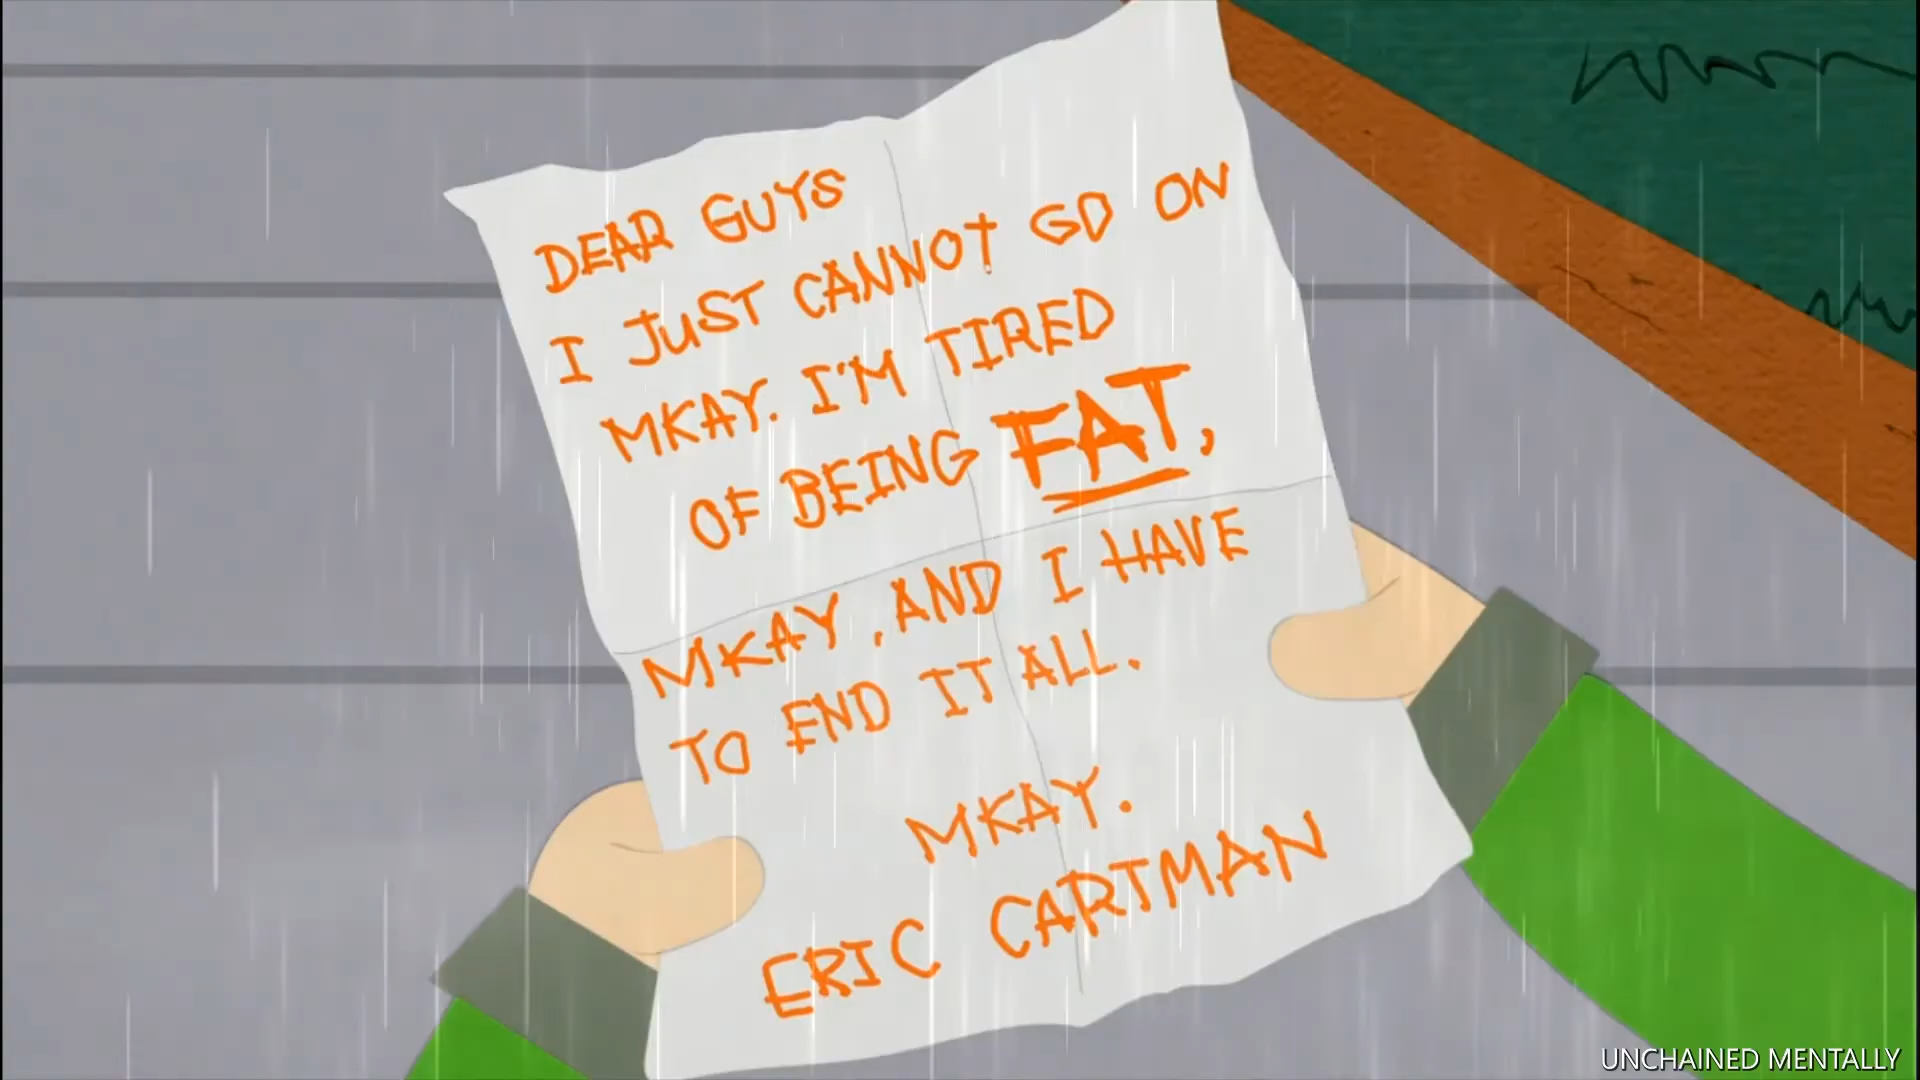 DEAR GUYS
I JUST CANNOT GO ON
MKAY. I'M TIRED
OF BEING FAT,
MKAY, AND I HAVE
TO END IT ALL.
MKAY.
ERIC CARTMAN
UNCHAINED MENTALLY